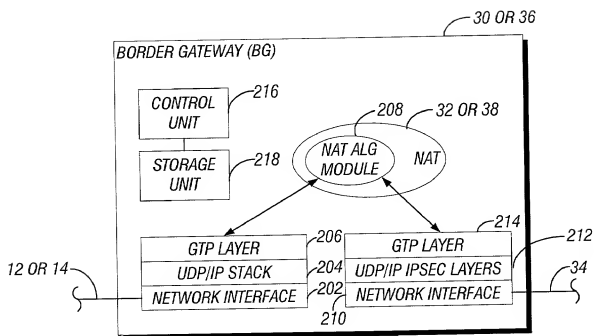 30 OR 36
BORDER GATEWAY (BG)
CONTROL
UNIT
216
208
32 OR 38
NAT ALG
MODULE
NAT
STORAGE
UNIT
218
GTP LAYER
206
UDP/IP STACK
204
NETWORK INTERFACE
202
12 OR 14
214
GTP LAYER
212
UDP/IP IPSEC LAYERS
NETWORK INTERFACE
210
34